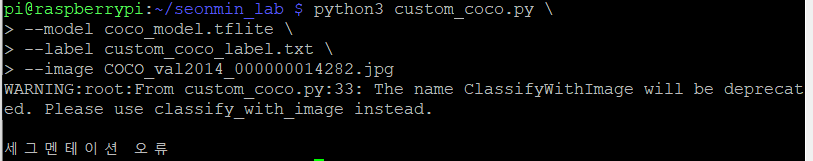 pi@raspberrypi:~/seonmin_lab $ python3 custom_coco.py \
> --model coco_model.tflite \
> --label custom_coco_label.txt \
> --image COCO_val2014_000000014282.jpg
WARNING:root:From custom_coco.py:33: The name ClassifyWithImage will be deprecat
ed. Please use classify_with_image instead.
세그멘테이션 오류